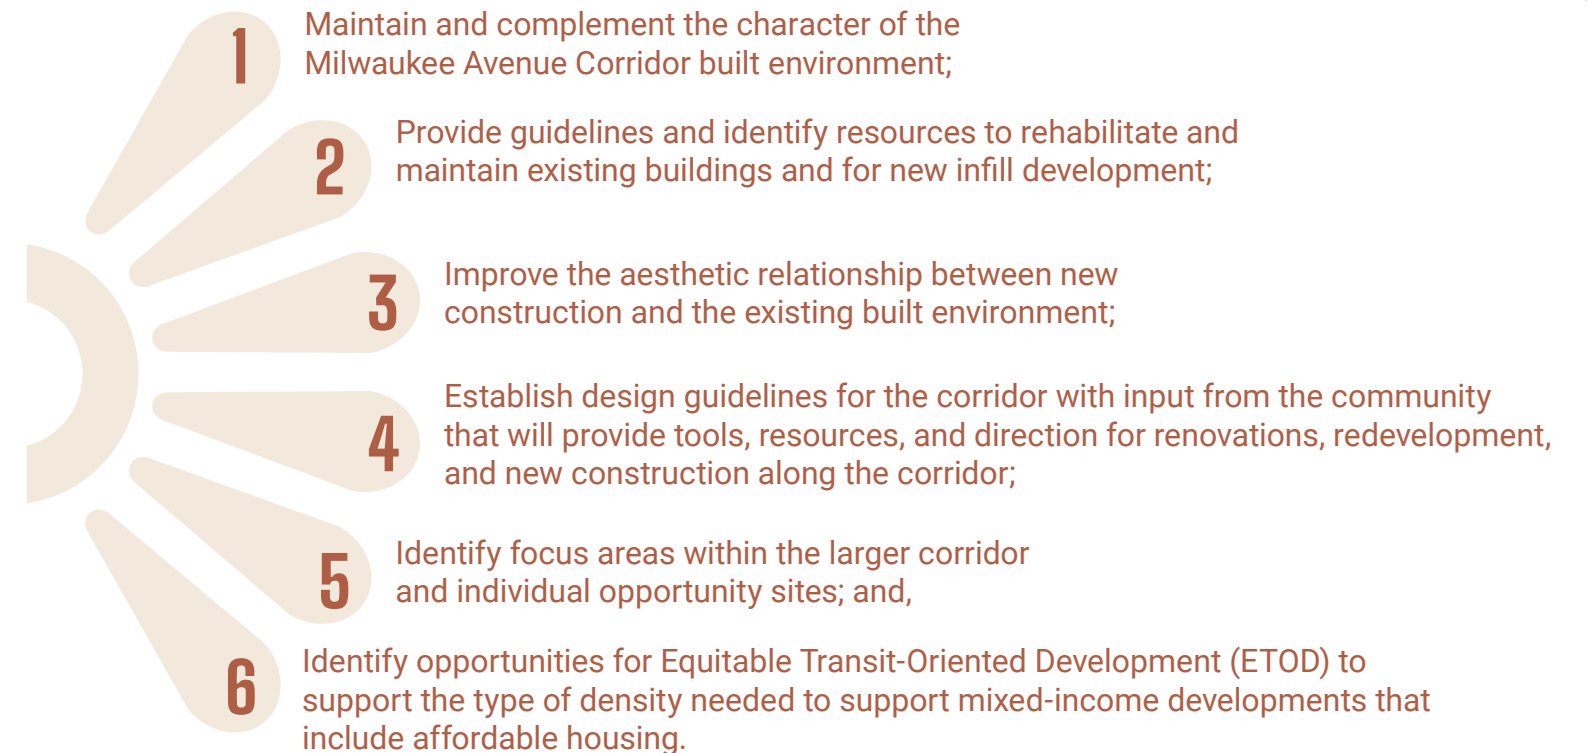 1
Maintain and complement the character of the
Milwaukee Avenue Corridor built environment;
2
Provide guidelines and identify resources to rehabilitate and
maintain existing buildings and for new infill development;
3
Improve the aesthetic relationship between new
construction and the existing built environment;
4
Establish design guidelines for the corridor with input from the community
that will provide tools, resources, and direction for renovations, redevelopment,
and new construction along the corridor;
5
Identify focus areas within the larger corridor
and individual opportunity sites; and,
6
Identify opportunities for Equitable Transit-Oriented Development (ETOD) to
support the type of density needed to support mixed-income developments that
include affordable housing.